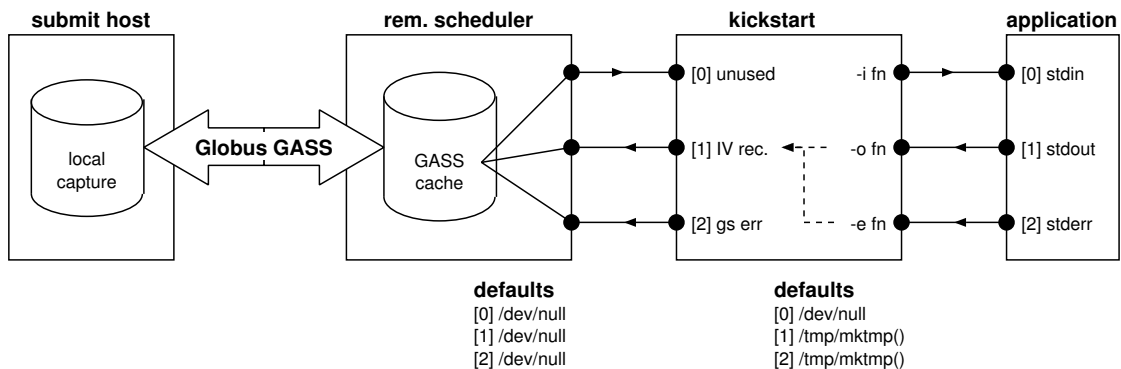 submit host
rem. scheduler
kickstart
application
local
capture
Globus GASS
GASS
cache
[0] unused
-i fn
[0] stdin
[1] IV rec.
-o fn
[1] stdout
[2] gs err
-e fn
[2] stderr
defaults
[0] /dev/null
[1] /dev/null
[2] /dev/null
defaults
[0] /dev/null
[1] /tmp/mktmp()
[2] /tmp/mktmp()